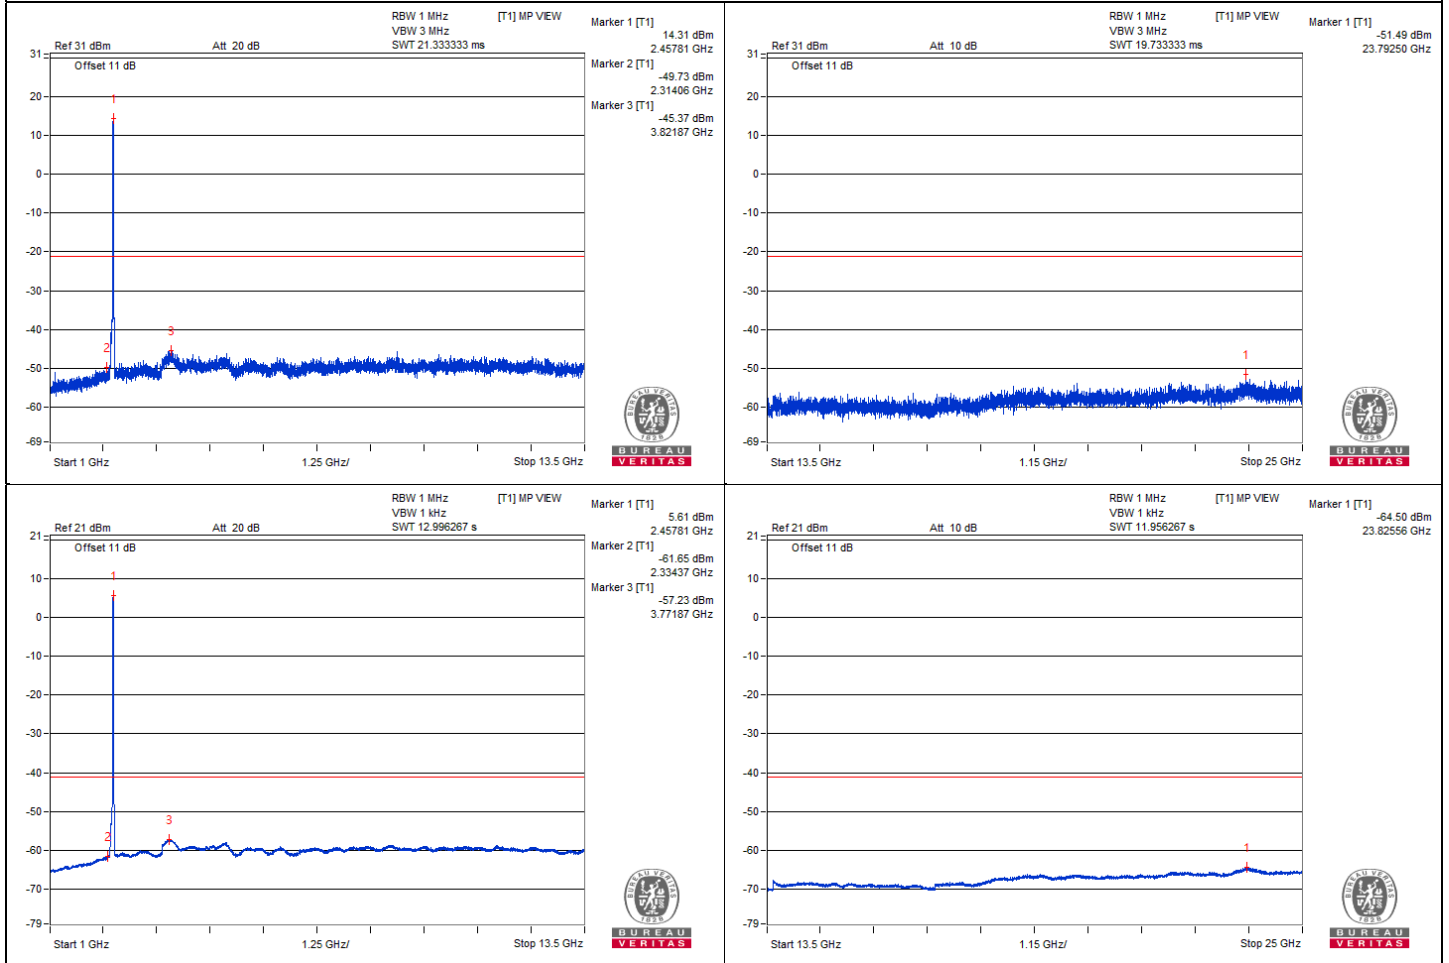 RBW 1 MHz [T1] MP VIEW
VBW 3 MHz
Ref 31 dBm Att 20 dB SWT 21.333333 ms
Marker 1 [T1]
14.31 dBm
2.45781 GHz
Marker 2 [T1]
-49.73 dBm
2.31406 GHz
Marker 3 [T1]
-45.37 dBm
3.82187 GHz
31
Offset 11 dB
20
10
0
-10
-20
-30
-40
-50
-60
-69
1
2
3
Start 1 GHz 1.25 GHz/ Stop 13.5 GHz
BUREAU VERITAS
1828
BUREAU
VERITAS
RBW 1 MHz [T1] MP VIEW
VBW 3 MHz
Ref 31 dBm Att 10 dB SWT 19.733333 ms
Marker 1 [T1]
-51.49 dBm
23.79250 GHz
31
Offset 11 dB
20
10
0
-10
-20
-30
-40
-50
-60
-69
1
Start 13.5 GHz 1.15 GHz/ Stop 25 GHz
BUREAU VERITAS
1828
BUREAU
VERITAS
RBW 1 MHz [T1] MP VIEW
VBW 1 kHz
Ref 21 dBm Att 20 dB SWT 12.996267 s
Marker 1 [T1]
5.61 dBm
2.45781 GHz
Marker 2 [T1]
-61.65 dBm
2.33437 GHz
Marker 3 [T1]
-57.23 dBm
3.77187 GHz
21
Offset 11 dB
10
0
-10
-20
-30
-40
-50
-60
-70
-79
1
2
3
Start 1 GHz 1.25 GHz/ Stop 13.5 GHz
BUREAU VERITAS
1828
BUREAU
VERITAS
RBW 1 MHz [T1] MP VIEW
VBW 1 kHz
Ref 21 dBm Att 10 dB SWT 11.956267 s
Marker 1 [T1]
-64.50 dBm
23.82556 GHz
21
Offset 11 dB
10
0
-10
-20
-30
-40
-50
-60
-70
-79
1
Start 13.5 GHz 1.15 GHz/ Stop 25 GHz
BUREAU VERITAS
1828
BUREAU
VERITAS